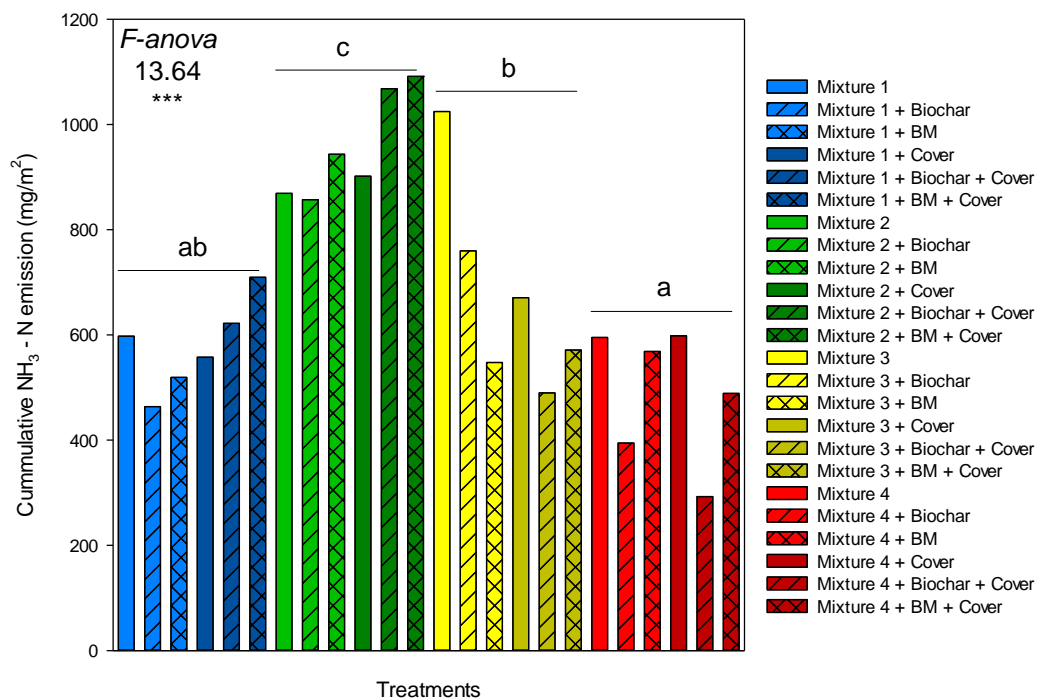 Cummulative NH3 - N emission (mg/m2)
1200
1000
800
600
400
200
0
F-anova
13.64
***
ab
c
b
a
Treatments
Mixture 1
Mixture 1 + Biochar
Mixture 1 + BM
Mixture 1 + Cover
Mixture 1 + Biochar + Cover
Mixture 1 + BM + Cover
Mixture 2
Mixture 2 + Biochar
Mixture 2 + BM
Mixture 2 + Cover
Mixture 2 + Biochar + Cover
Mixture 2 + BM + Cover
Mixture 3
Mixture 3 + Biochar
Mixture 3 + BM
Mixture 3 + Cover
Mixture 3 + Biochar + Cover
Mixture 3 + BM + Cover
Mixture 4
Mixture 4 + Biochar
Mixture 4 + BM
Mixture 4 + Cover
Mixture 4 + Biochar + Cover
Mixture 4 + BM + Cover